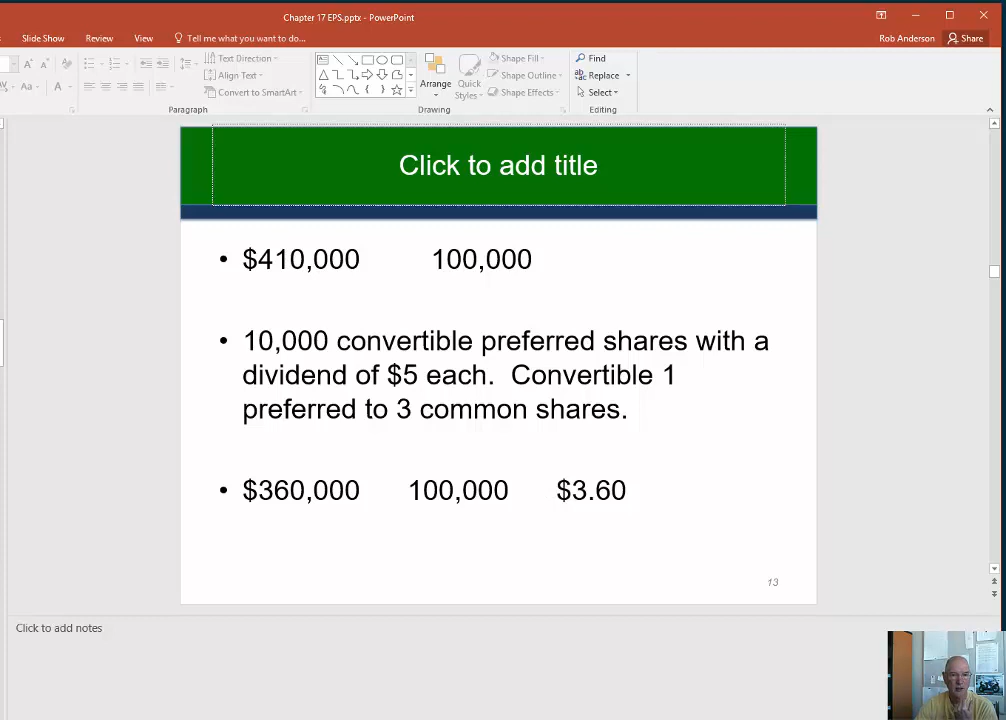 Chapter 17 EPS.pptx - PowerPoint
Slide Show Review View Tell me what you want to do... Rob Anderson Share
Text Direction
Align Text
Convert to SmartArt
Paragraph
Arrange
Quick Styles
Shape Fill
Shape Outline
Shape Effects
Drawing
Find
Replace
Select
Editing
Click to add title
• $410,000 100,000
• 10,000 convertible preferred shares with a
dividend of $5 each. Convertible 1
preferred to 3 common shares.
• $360,000 100,000 $3.60
13
Click to add notes